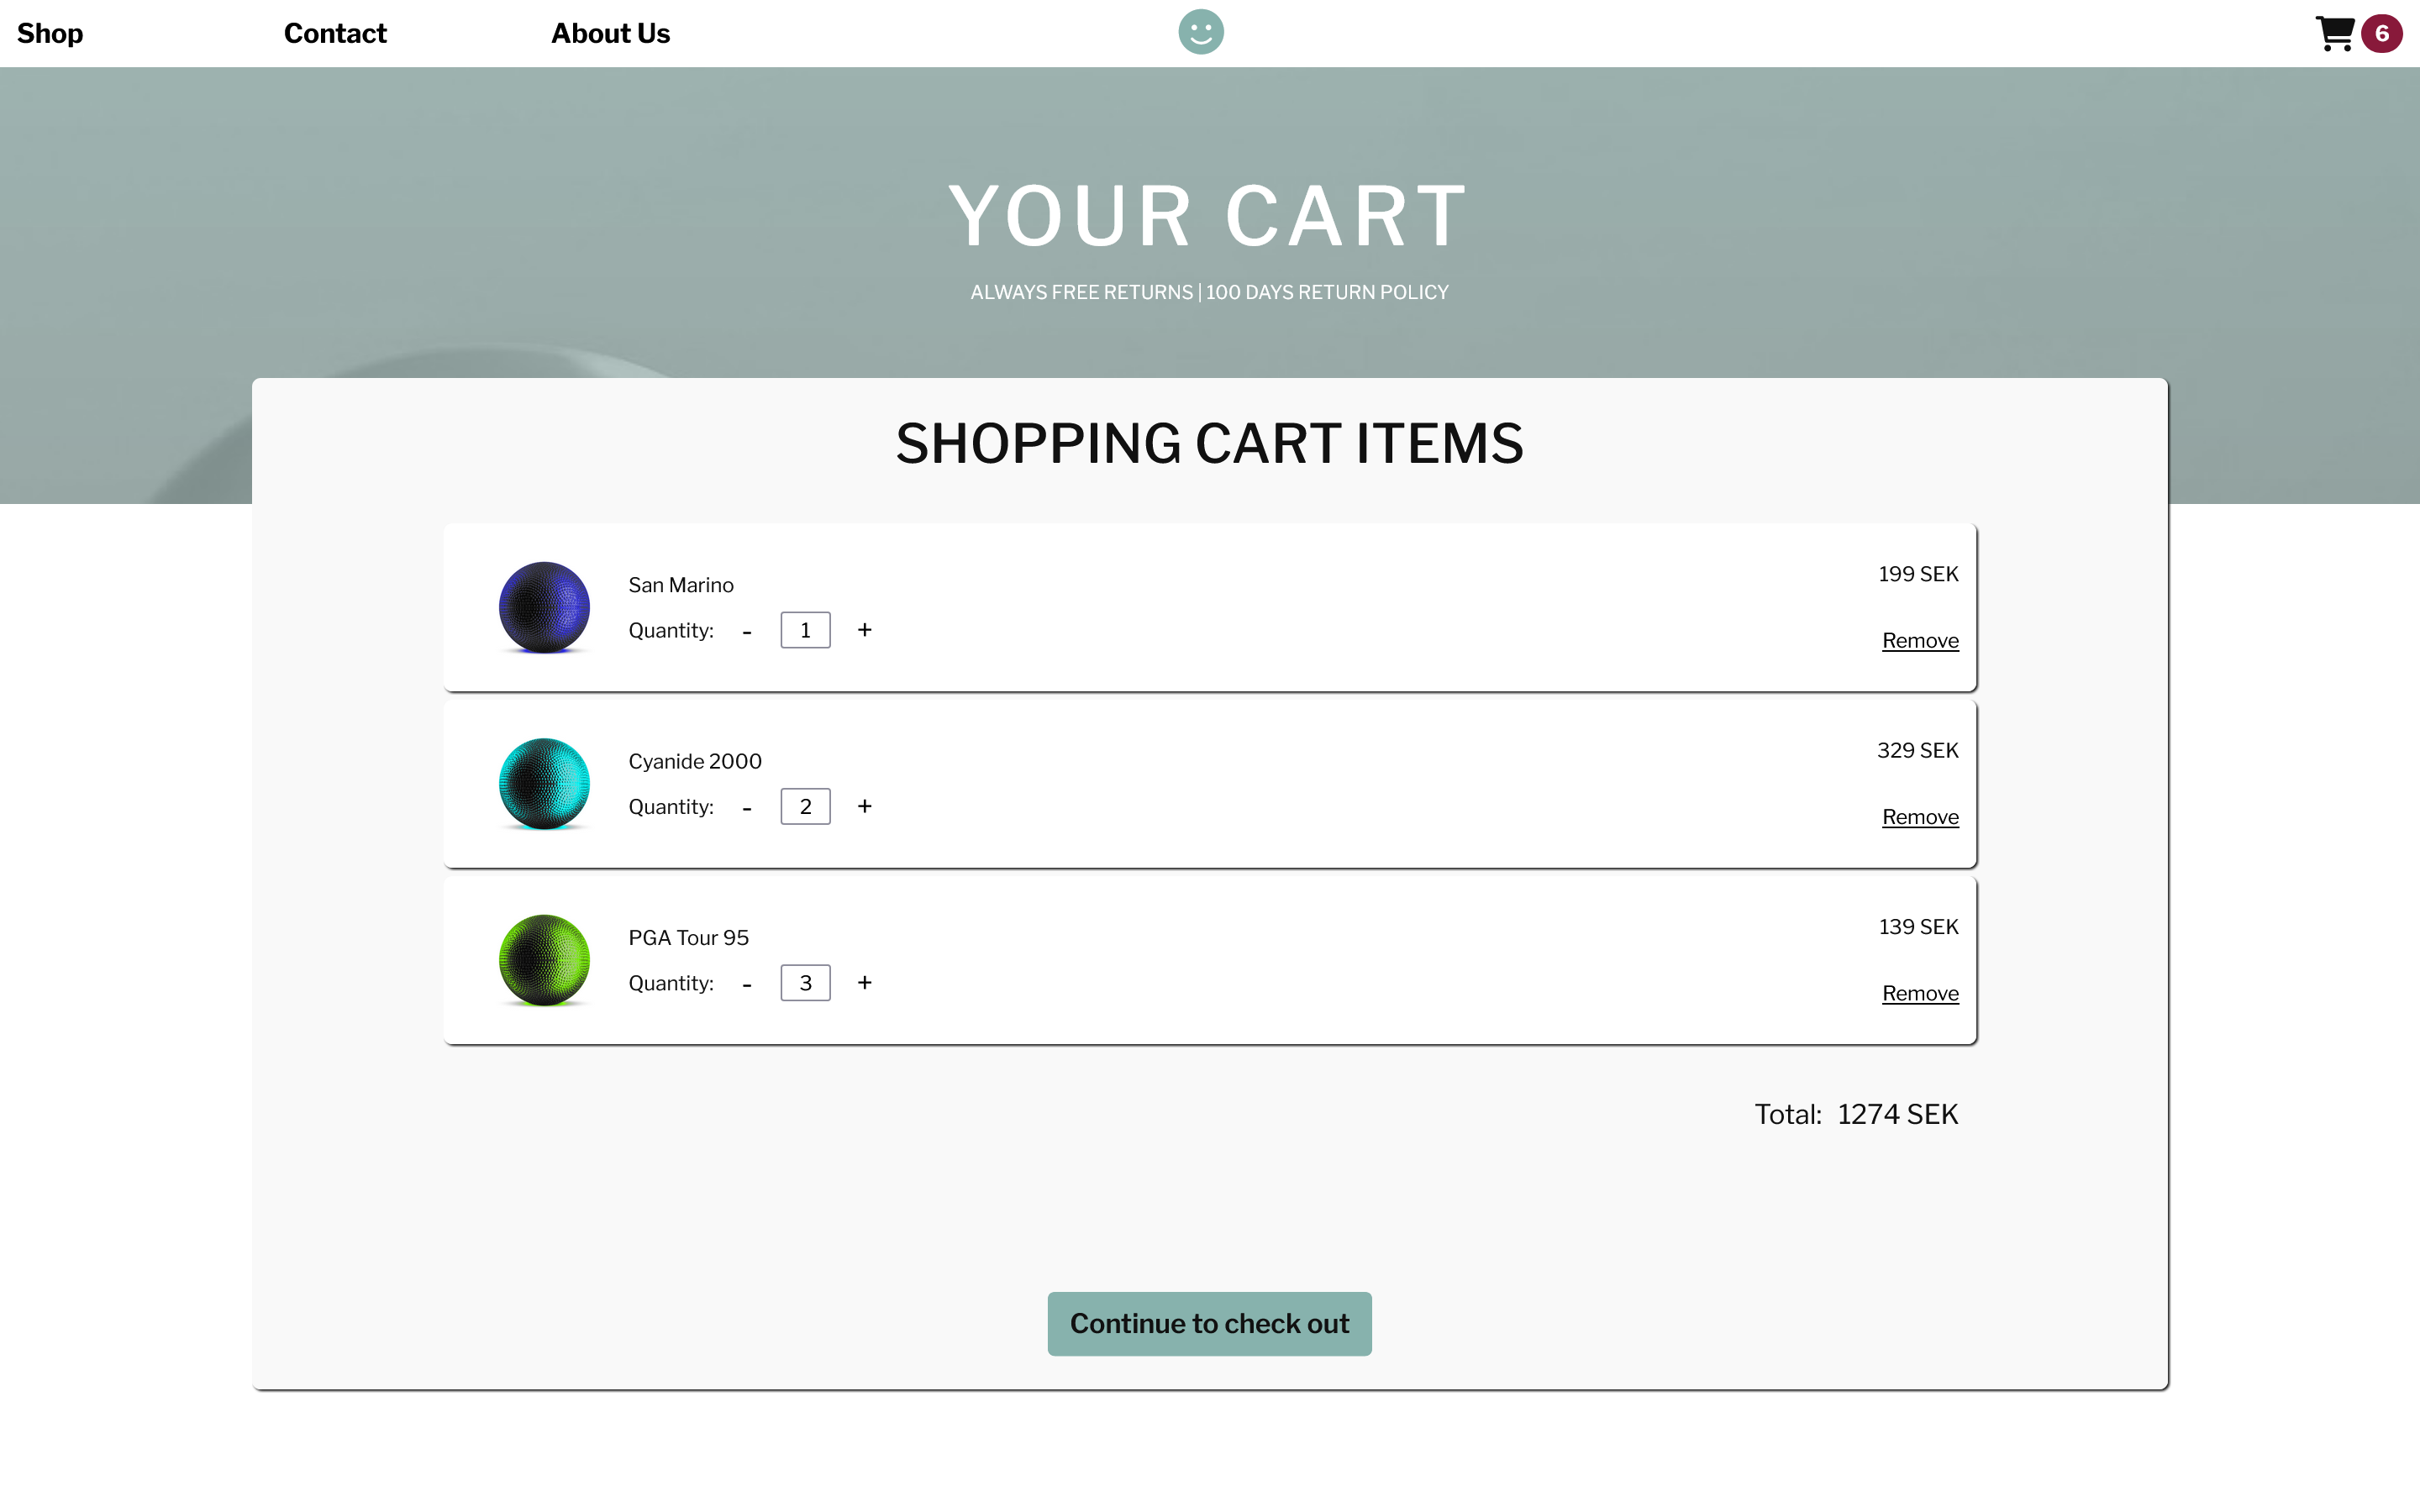 Shop Contact About Us 6
YOUR CART
ALWAYS FREE RETURNS | 100 DAYS RETURN POLICY
SHOPPING CART ITEMS
San Marino 199 SEK
Quantity: - 1 + Remove
Cyanide 2000 329 SEK
Quantity: - 2 + Remove
PGA Tour 95 139 SEK
Quantity: - 3 + Remove
Total: 1274 SEK
Continue to check out